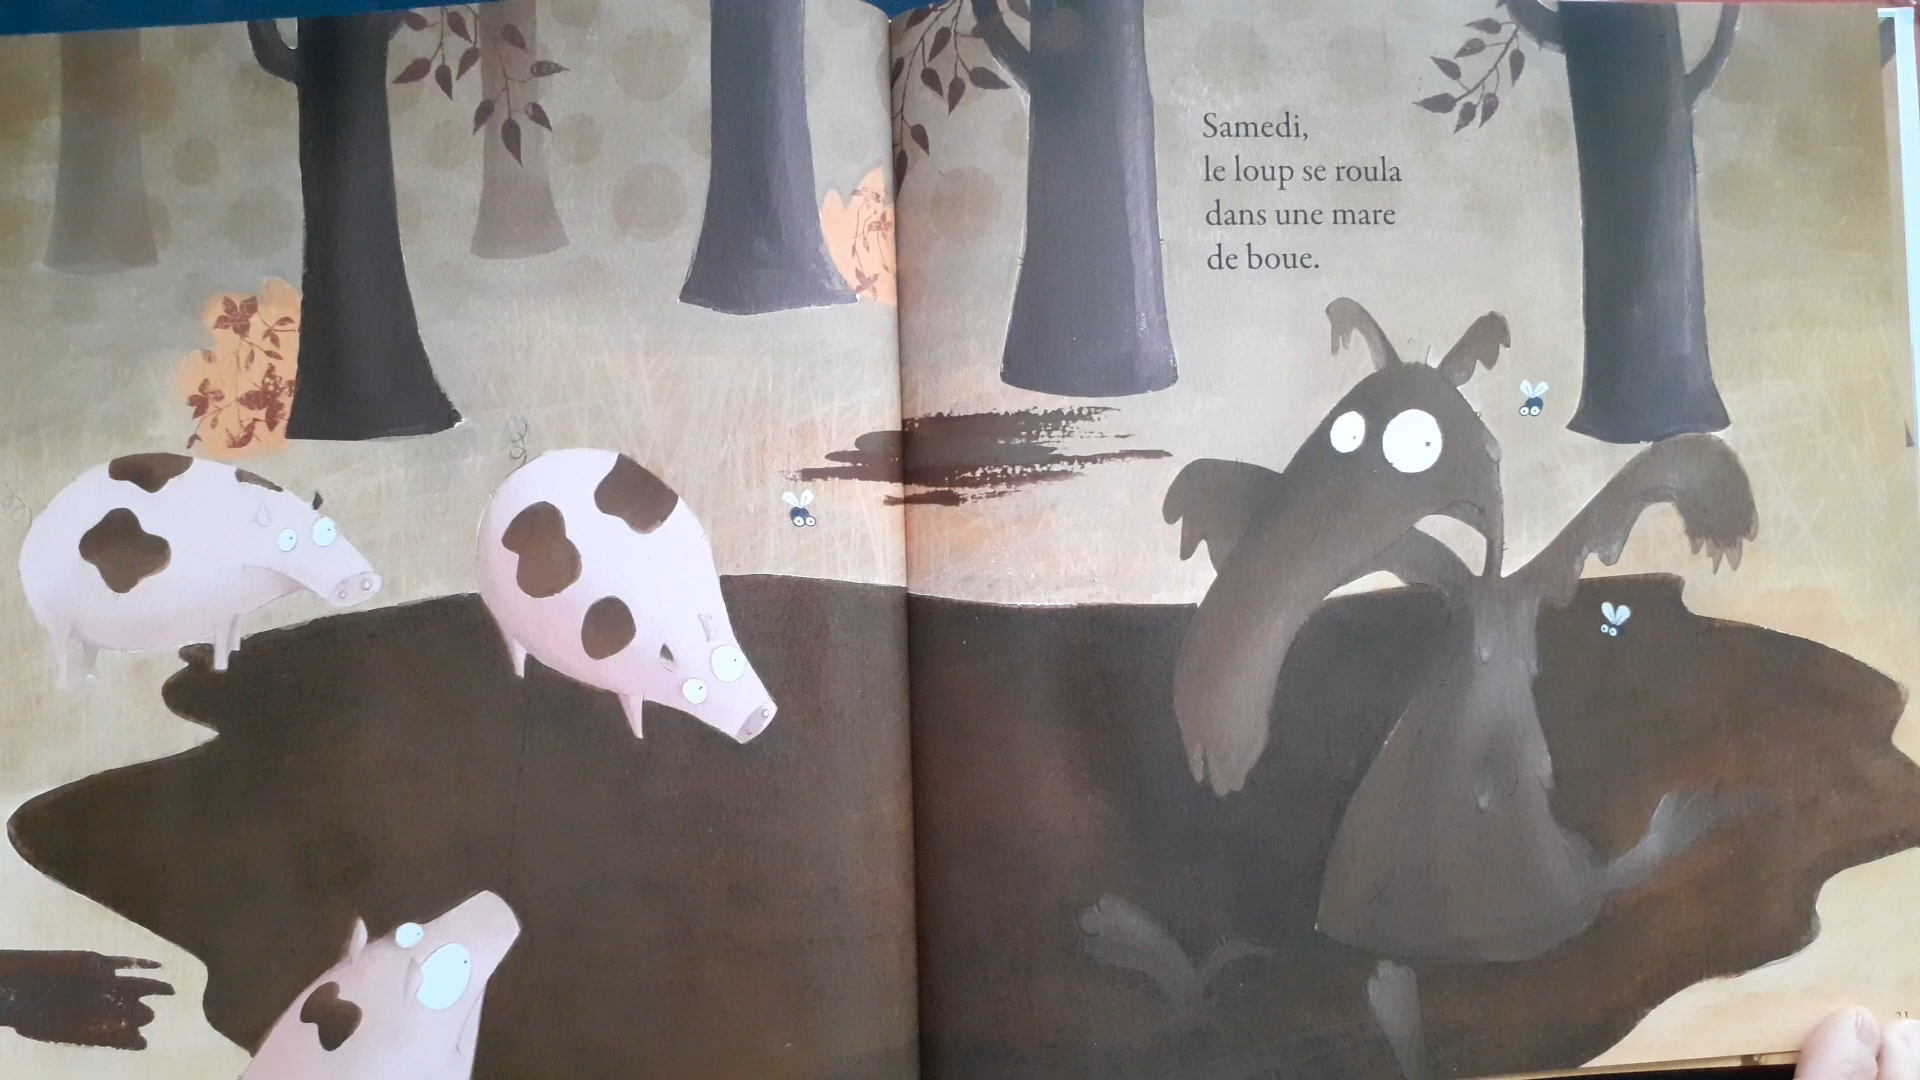 Samedi,
le loup se roula
dans une mare
de boue.